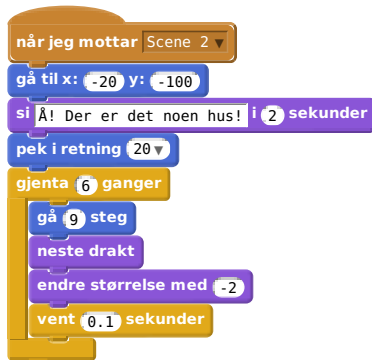 når jeg mottar Scene 2
gå til x: -20 y: -100
si Å! Der er det noen hus! i 2 sekunder
pek i retning 20
gjenta 6 ganger
gå 9 steg
neste drakt
endre størrelse med -2
vent 0.1 sekunder